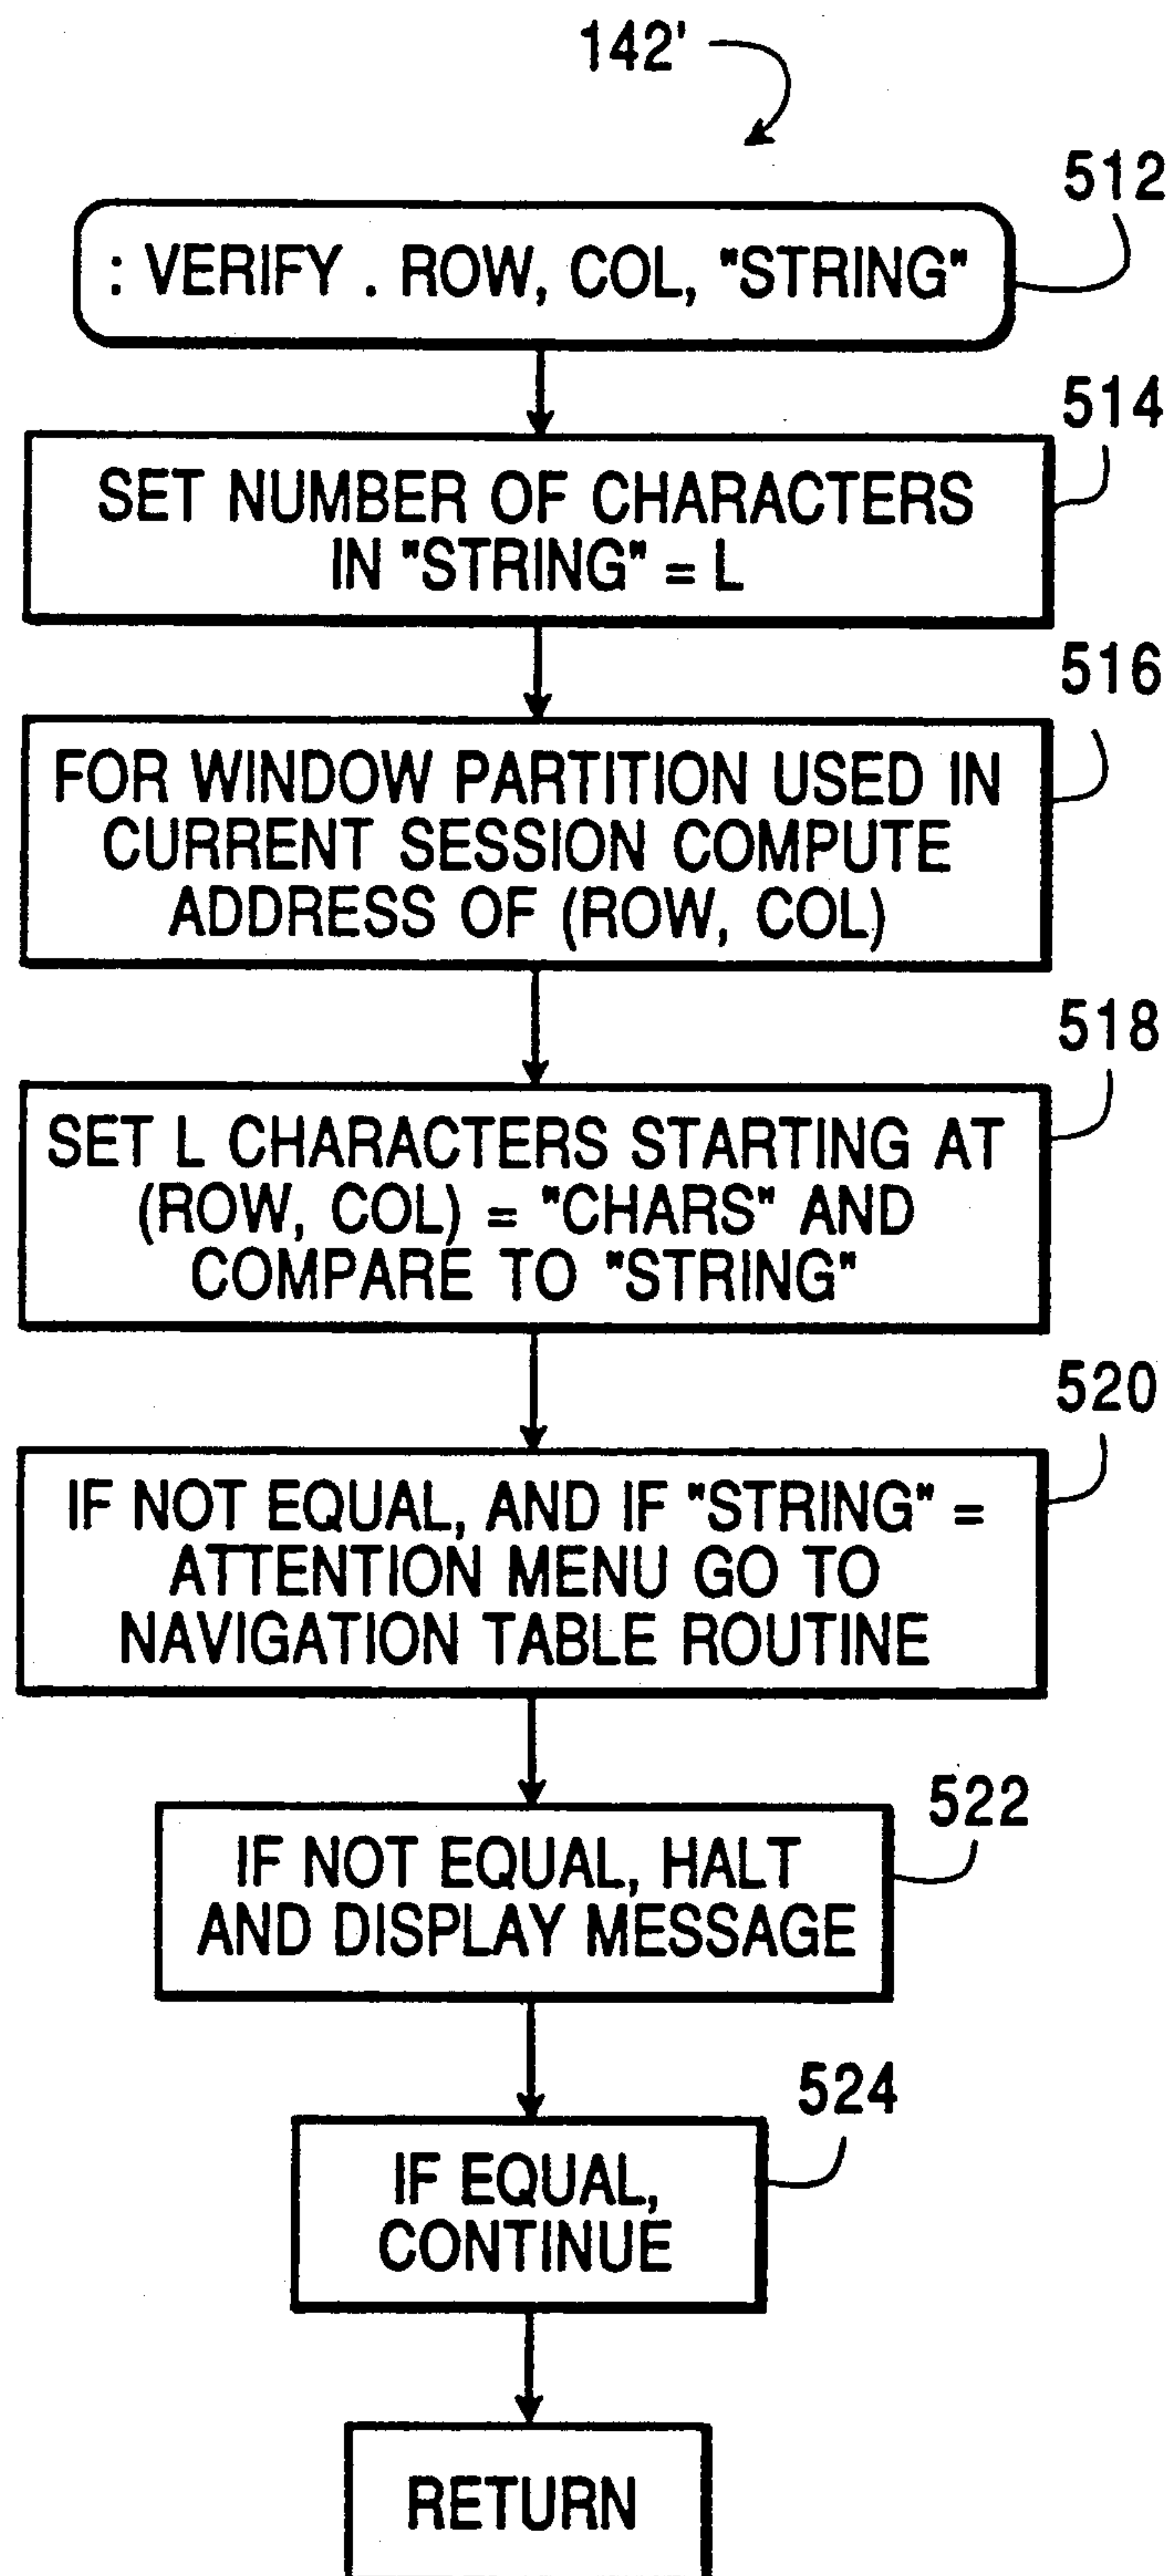 142'
512
: VERIFY . ROW, COL, "STRING"
514
SET NUMBER OF CHARACTERS
IN "STRING" = L
516
FOR WINDOW PARTITION USED IN
CURRENT SESSION COMPUTE
ADDRESS OF (ROW, COL)
518
SET L CHARACTERS STARTING AT
(ROW, COL) = "CHARS" AND
COMPARE TO "STRING"
520
IF NOT EQUAL, AND IF "STRING" =
ATTENTION MENU GO TO
NAVIGATION TABLE ROUTINE
522
IF NOT EQUAL, HALT
AND DISPLAY MESSAGE
524
IF EQUAL,
CONTINUE
RETURN